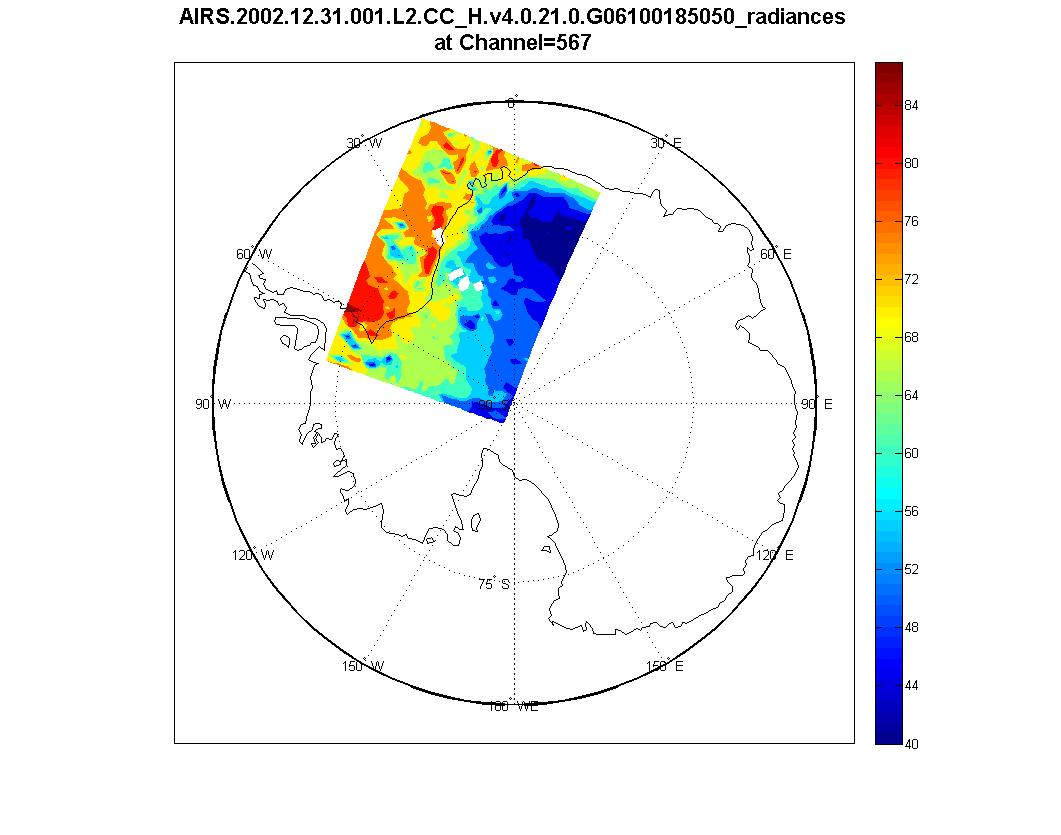 AIRS.2002.12.31.001.L2.CC_H.v4.0.21.0.G06100185050_radiances
at Channel=567
0°
30° W
30° E
60° W
60° E
90° W
90° S
90° E
120° W
120° E
75° S
150° W
150° E
180° WE
84
80
76
72
68
64
60
56
52
48
44
40